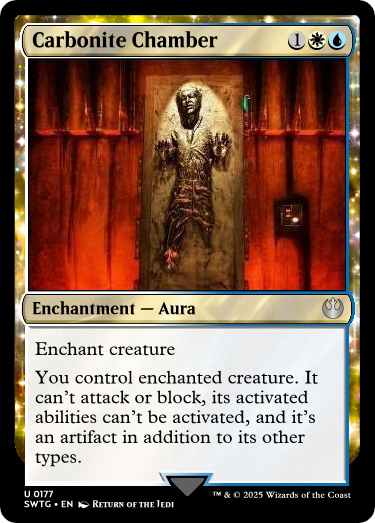 Carbonite Chamber 1
Enchantment — Aura
Enchant creature
You control enchanted creature. It
can't attack or block, its activated
abilities can't be activated, and it's
an artifact in addition to its other
types.
U 0177
SWTG • EN Return of the Jedi
™ & © 2025 Wizards of the Coast